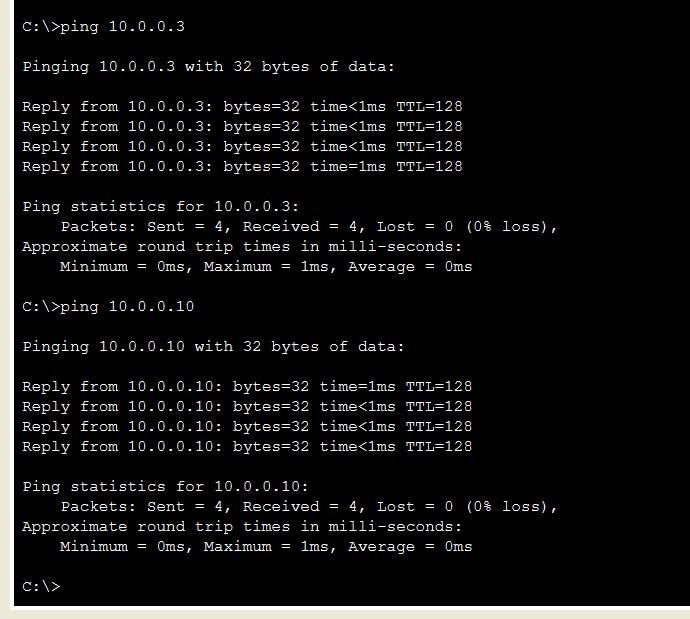 C:\>ping 10.0.0.3
Pinging 10.0.0.3 with 32 bytes of data:
Reply from 10.0.0.3: bytes=32 time<1ms TTL=128
Reply from 10.0.0.3: bytes=32 time<1ms TTL=128
Reply from 10.0.0.3: bytes=32 time<1ms TTL=128
Reply from 10.0.0.3: bytes=32 time=1ms TTL=128
Ping statistics for 10.0.0.3:
Packets: Sent = 4, Received = 4, Lost = 0 (0% loss),
Approximate round trip times in milli-seconds:
Minimum = 0ms, Maximum = 1ms, Average = 0ms
C:\>ping 10.0.0.10
Pinging 10.0.0.10 with 32 bytes of data:
Reply from 10.0.0.10: bytes=32 time=1ms TTL=128
Reply from 10.0.0.10: bytes=32 time<1ms TTL=128
Reply from 10.0.0.10: bytes=32 time<1ms TTL=128
Reply from 10.0.0.10: bytes=32 time<1ms TTL=128
Ping statistics for 10.0.0.10:
Packets: Sent = 4, Received = 4, Lost = 0 (0% loss),
Approximate round trip times in milli-seconds:
Minimum = 0ms, Maximum = 1ms, Average = 0ms
C:\>